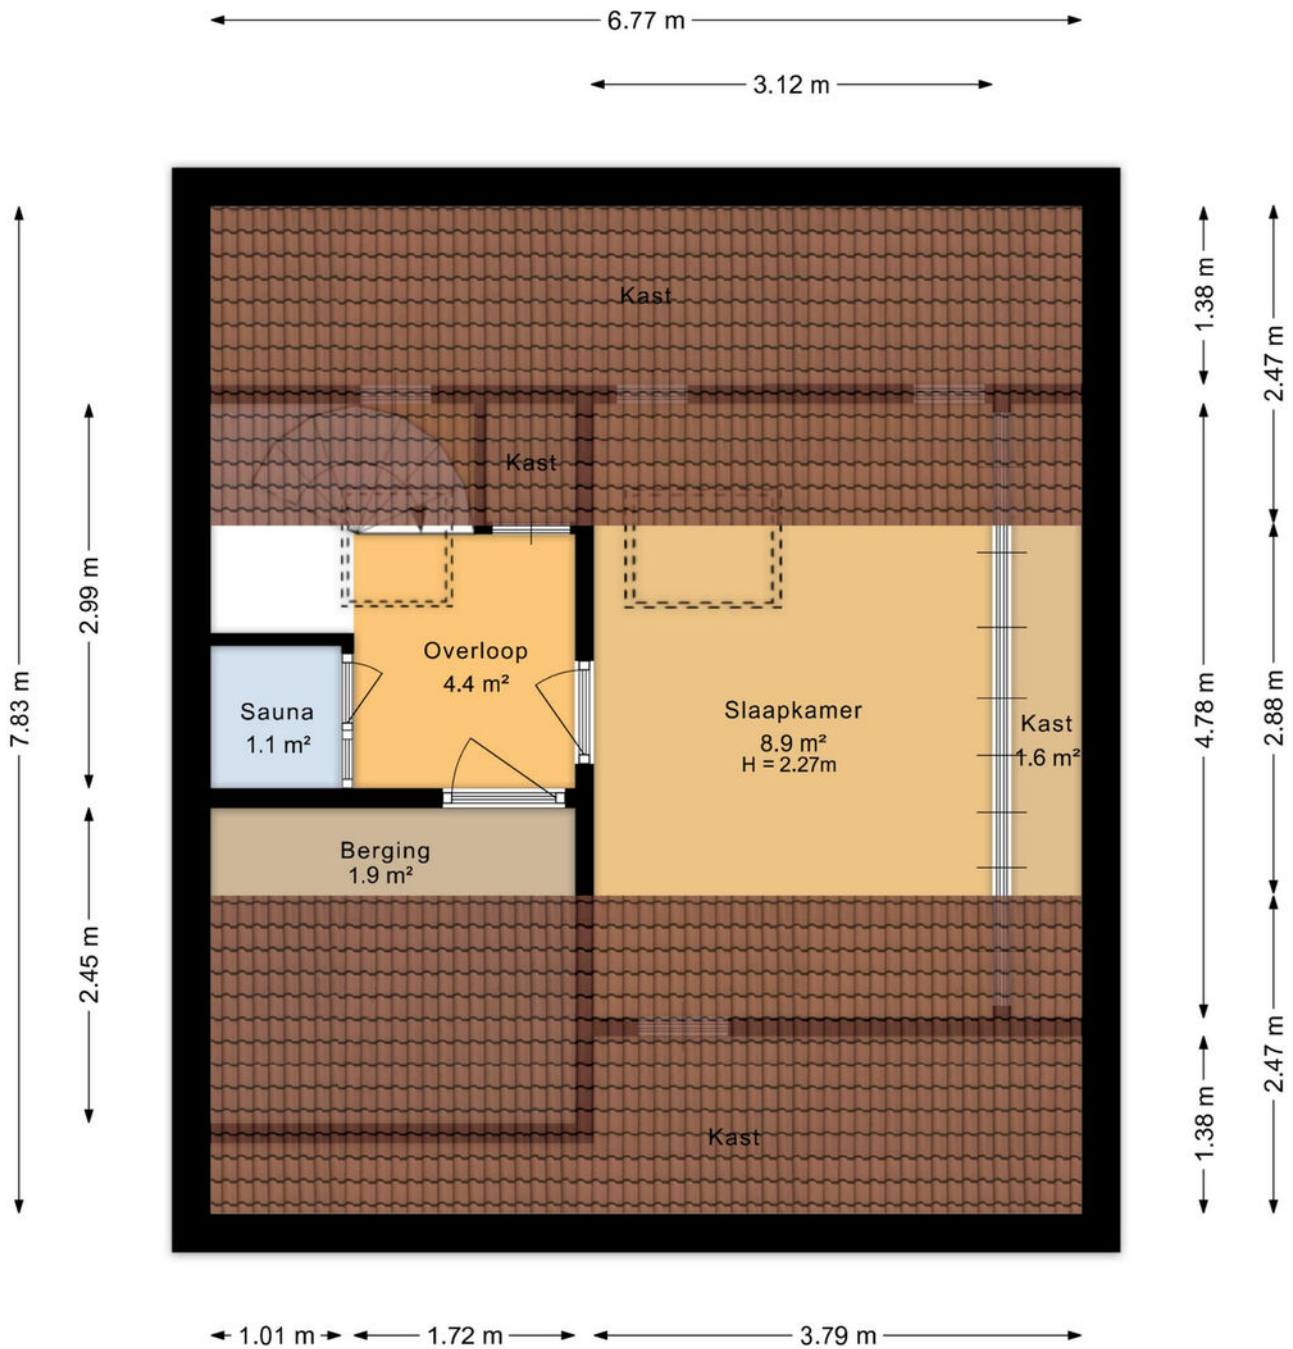 6.77 m
3.12 m
Kast
1.38 m
2.47 m
Kast
2.99 m
Overloop
4.4 m²
7.83 m
Sauna
1.1 m²
Slaapkamer
8.9 m²
H = 2.27m
Kast
1.6 m²
4.78 m
2.88 m
Berging
1.9 m²
2.45 m
2.47 m
Kast
1.38 m
1.01 m
1.72 m
3.79 m